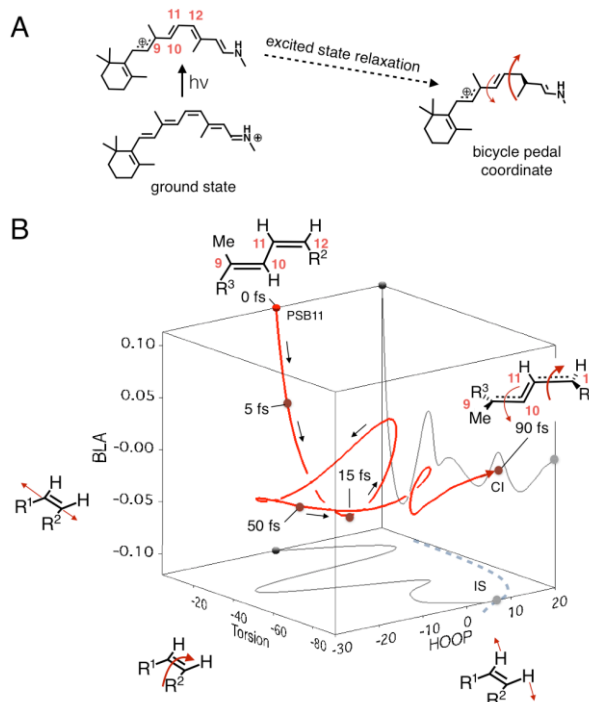 A
11 12
9 10
H
N
hν
excited state relaxation
H
N
⊕
H
N
⊕
⊕
ground state
bicycle pedal
coordinate
B
H H
Me 11
12
9 10 R²
R³ H
0 fs
PSB11
0.10
0.05
-0.00
-0.05
-0.10
BLA
5 fs
15 fs
50 fs
H
11
R³ H
1
9 R
Me 10
90 fs
CI
IS
H
R¹ H
R²
-20
-40
-60
-80
Torsion
-30
-20
-10
0
10
20
HOOP
H
R¹ H
R²
H
R¹ H
R²